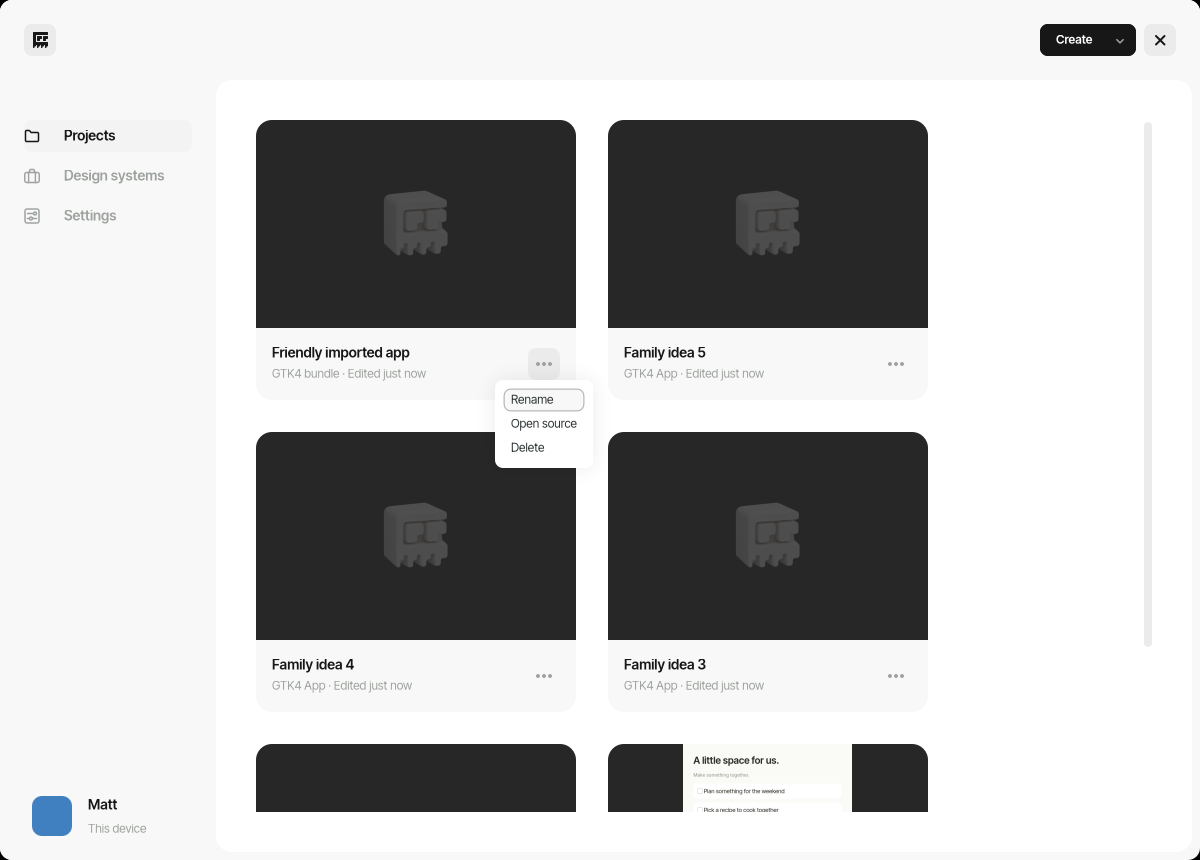 Create
Projects
Design systems
Settings
Friendly imported app
GTK4 bundle · Edited just now
Family idea 5
GTK4 App · Edited just now
Rename
Open source
Delete
Family idea 4
GTK4 App · Edited just now
Family idea 3
GTK4 App · Edited just now
A little space for us.
Make something together.
Plan something for the weekend
Pick a recipe to cook together
Matt
This device